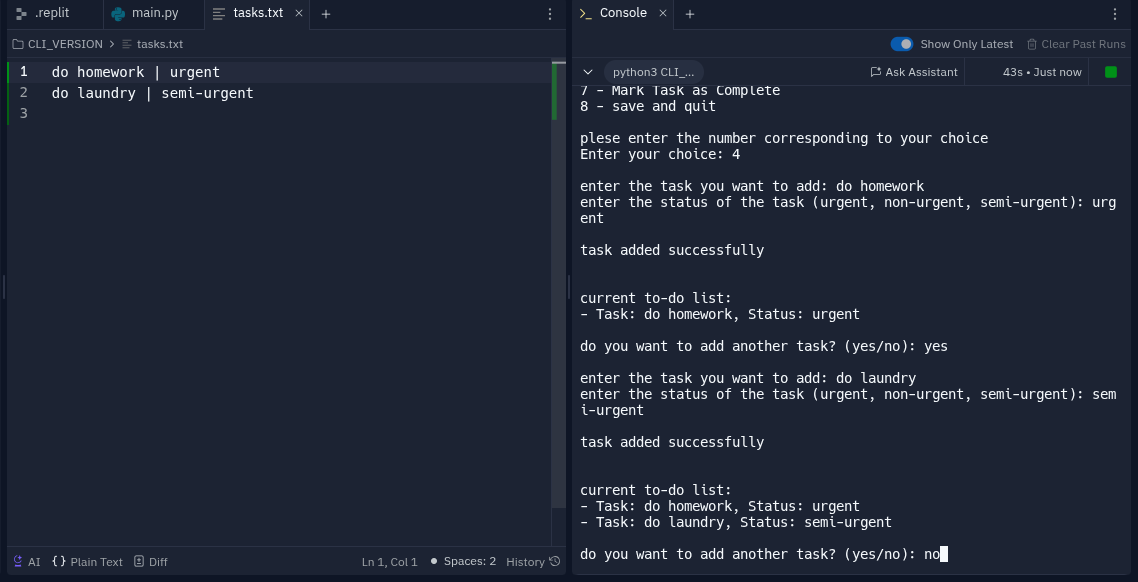 .replit
main.py
tasks.txt
CLI_VERSION > tasks.txt
1 do homework | urgent
2 do laundry | semi-urgent
3
AI
{} Plain Text
Diff
Ln 1, Col 1
Spaces: 2
History
Console
Show Only Latest
Clear Past Runs
python3 CLI_...
Ask Assistant
43s • Just now
7 - Mark Task as Complete
8 - save and quit
plese enter the number corresponding to your choice
Enter your choice: 4
enter the task you want to add: do homework
enter the status of the task (urgent, non-urgent, semi-urgent): urg
ent
task added successfully
current to-do list:
- Task: do homework, Status: urgent
do you want to add another task? (yes/no): yes
enter the task you want to add: do laundry
enter the status of the task (urgent, non-urgent, semi-urgent): sem
i-urgent
task added successfully
current to-do list:
- Task: do homework, Status: urgent
- Task: do laundry, Status: semi-urgent
do you want to add another task? (yes/no): no